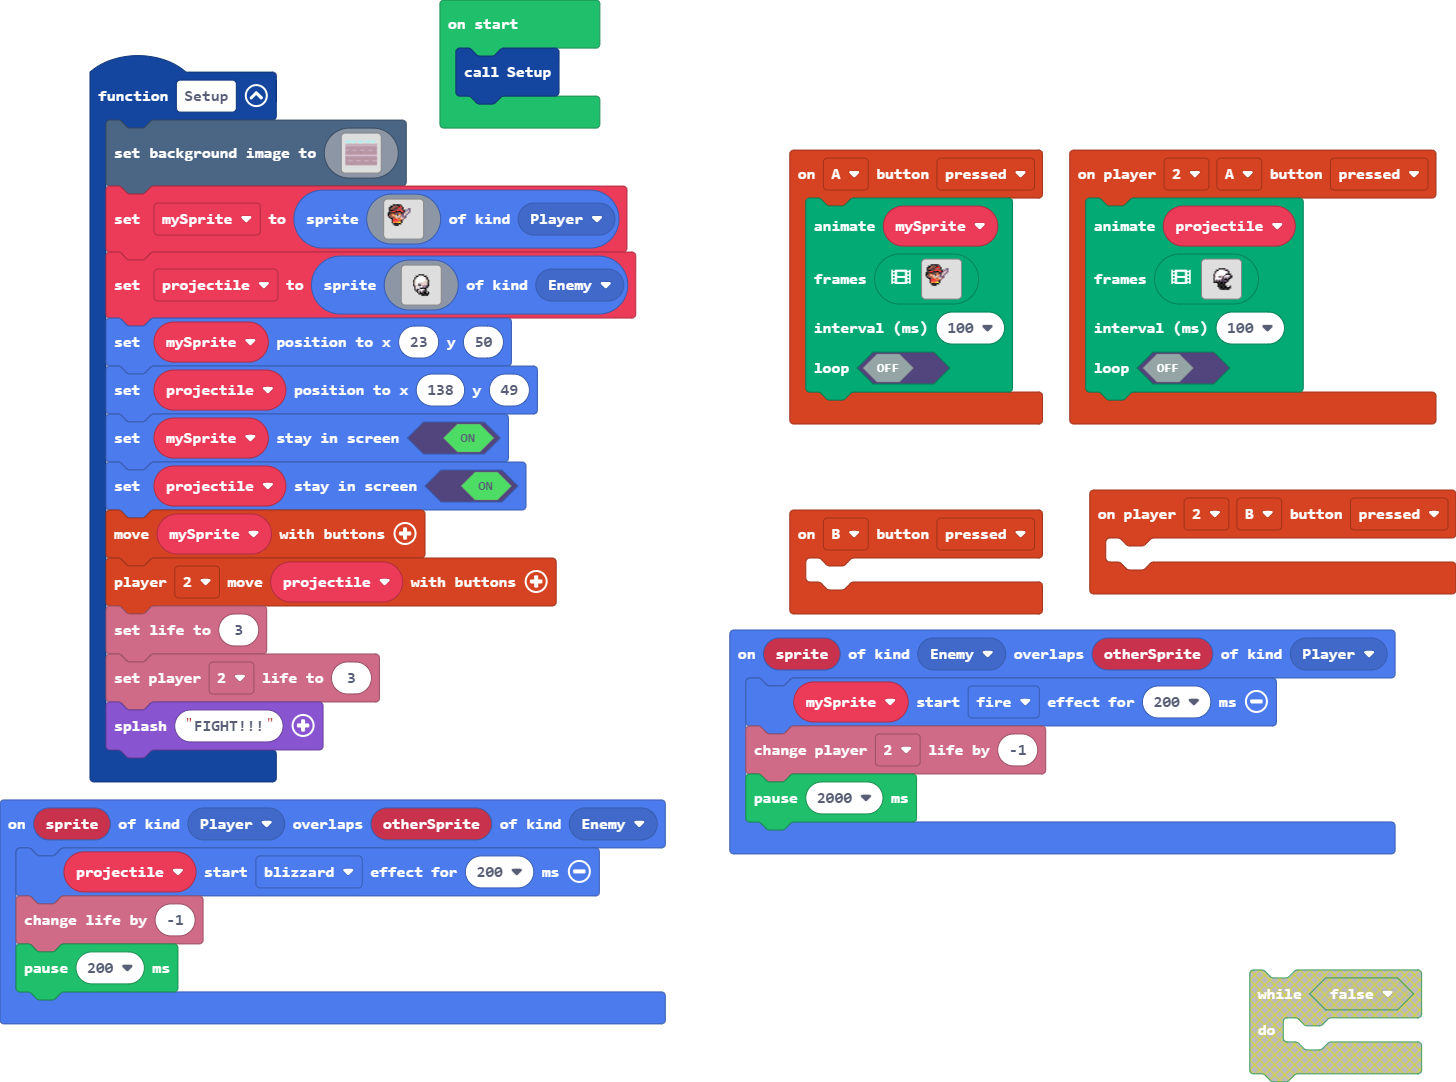 on start
call Setup
function Setup
set background image to
set mySprite to sprite of kind Player
set projectile to sprite of kind Enemy
set mySprite position to x 23 y 50
set projectile position to x 138 y 49
set mySprite stay in screen ON
set projectile stay in screen ON
move mySprite with buttons
player 2 move projectile with buttons
set life to 3
set player 2 life to 3
splash "FIGHT!!!"
on A button pressed
animate mySprite
frames
interval (ms) 100
loop OFF
on player 2 A button pressed
animate projectile
frames
interval (ms) 100
loop OFF
on B button pressed
on player 2 B button pressed
on sprite of kind Enemy overlaps otherSprite of kind Player
mySprite start fire effect for 200 ms
change player 2 life by -1
pause 2000 ms
on sprite of kind Player overlaps otherSprite of kind Enemy
projectile start blizzard effect for 200 ms
change life by -1
pause 200 ms
while false
do